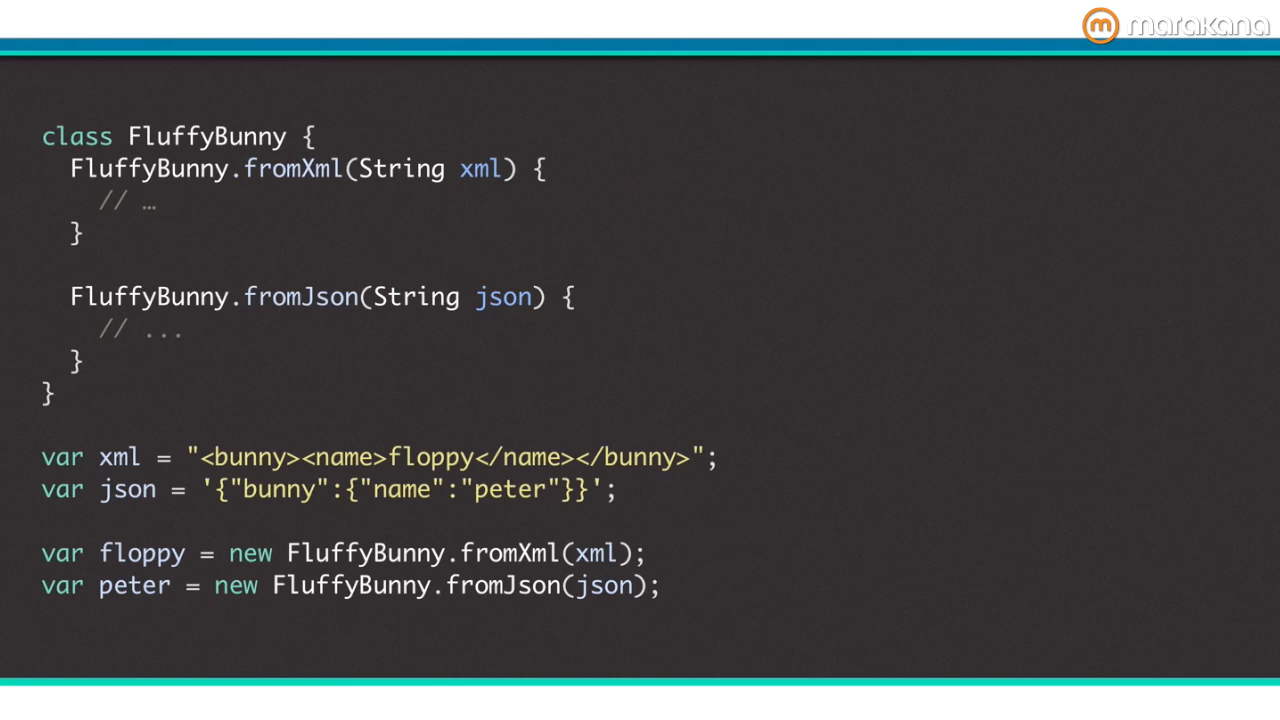 marakana
class FluffyBunny {
  FluffyBunny.fromXml(String xml) {
    // …
  }

  FluffyBunny.fromJson(String json) {
    // ...
  }
}

var xml = "<bunny><name>floppy</name></bunny>";
var json = '{"bunny":{"name":"peter"}}';

var floppy = new FluffyBunny.fromXml(xml);
var peter = new FluffyBunny.fromJson(json);